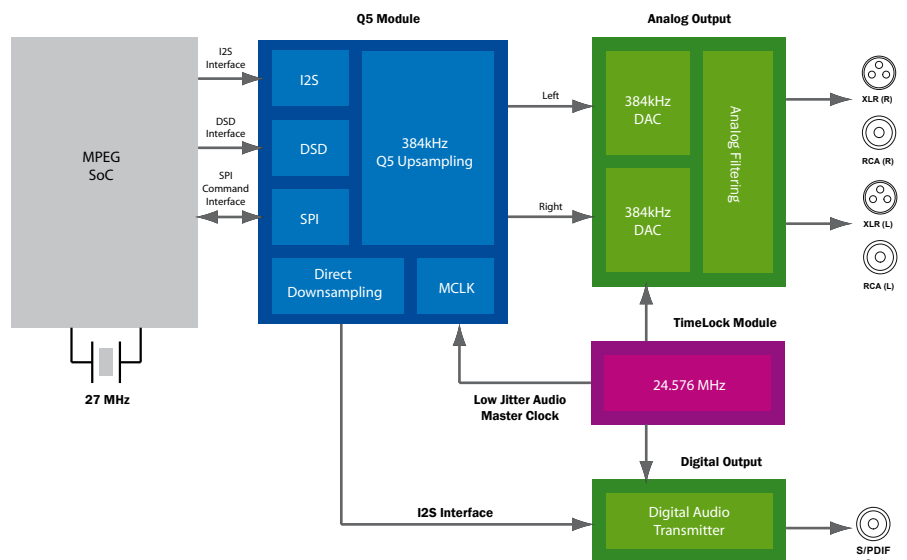 Q5 Module
Analog Output
I2S
Interface
DSD
Interface
SPI
Command
Interface
MPEG
SoC
27 MHz
I2S
DSD
SPI
384kHz
Q5 Upsampling
Direct
Downsampling
MCLK
Left
Right
384kHz
DAC
384kHz
DAC
Analog Filtering
XLR (R)
RCA (R)
XLR (L)
RCA (L)
TimeLock Module
24.576 MHz
Low Jitter Audio
Master Clock
Digital Output
I2S Interface
Digital Audio
Transmitter
S/PDIF